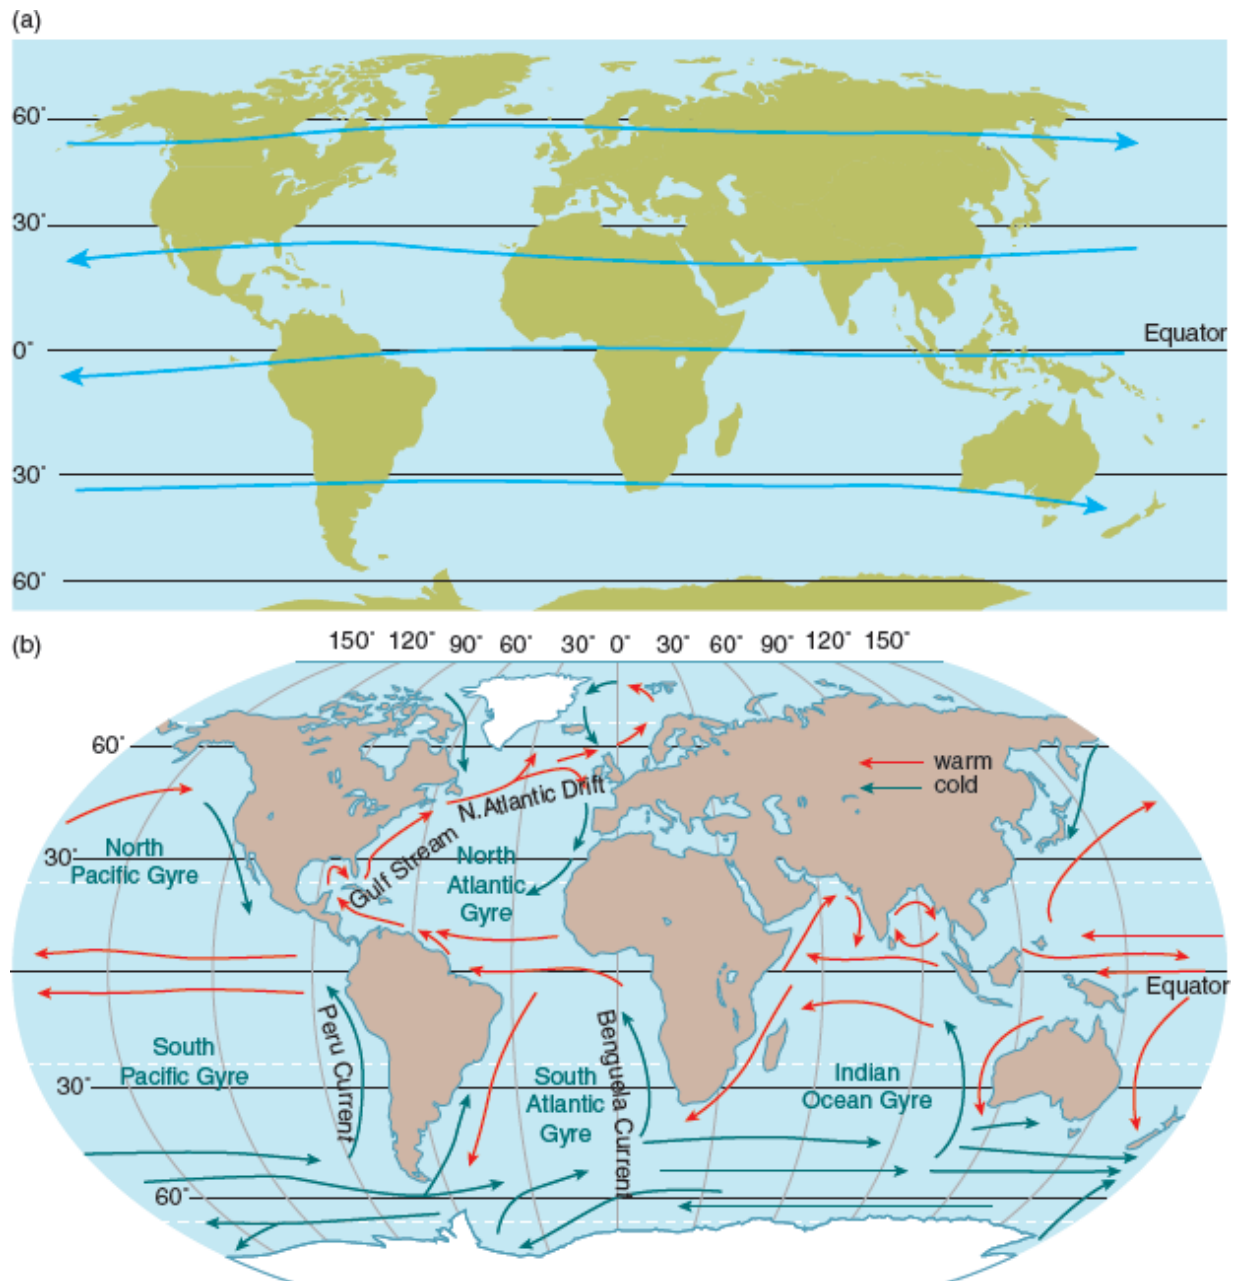 (a)
60°
30°
Equator
0°
30°
60°
(b)
150° 120° 90° 60° 30° 0° 30° 60° 90° 120° 150°
60°
warm
cold
N. Atlantic Drift
Gulf Stream
North
Pacific Gyre
30°
North
Atlantic
Gyre
Equator
Peru Current
Benguela Current
South
Pacific Gyre
South
Atlantic
Gyre
Indian
Ocean Gyre
30°
60°